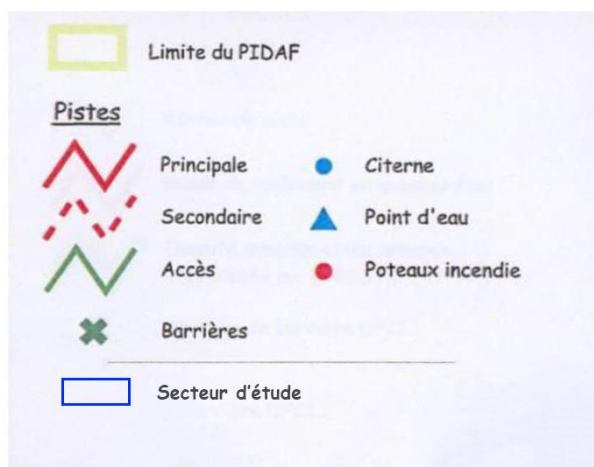 Limite du PIDAF
Pistes
Principale
Citerne
Secondaire
Point d'eau
Accès
Poteaux incendie
Barrières
Secteur d'étude